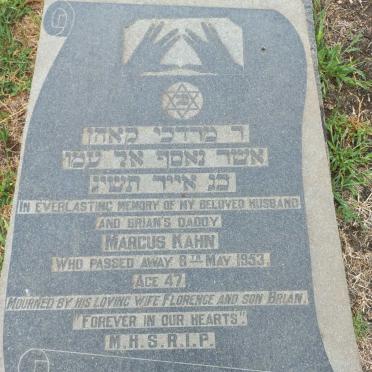 ר מרדכי כאהן
אשר נאסף אל עמו
כג אייר תשיג
IN EVERLASTING MEMORY OF MY BELOVED HUSBAND
AND BRIAN'S DADDY
MARCUS KAHN
WHO PASSED AWAY 8TH MAY 1953.
AGE 47.
MOURNED BY HIS LOVING WIFE FLORENCE AND SON BRIAN.
"FOREVER IN OUR HEARTS".
M.H.S.R.I.P.